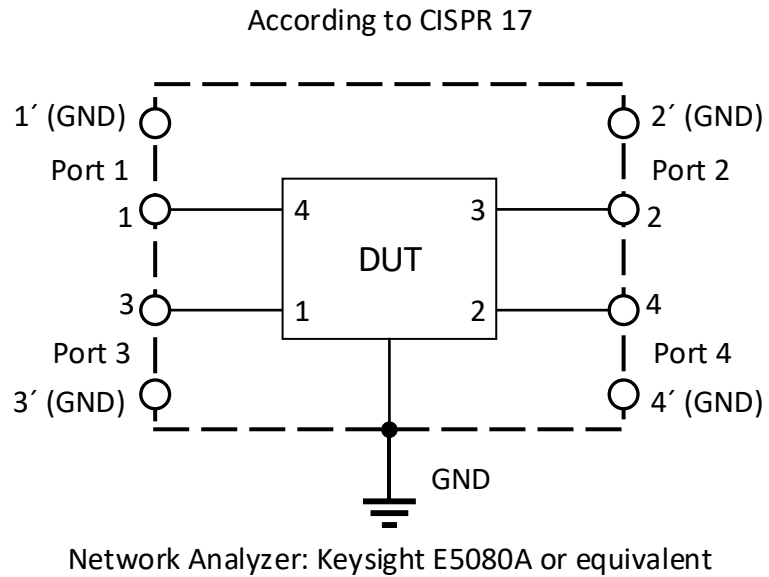 According to CISPR 17
1´ (GND)
2´ (GND)
Port 1
Port 2
1
4
3
2
DUT
3
1
2
4
Port 3
Port 4
3´ (GND)
4´ (GND)
GND
Network Analyzer: Keysight E5080A or equivalent